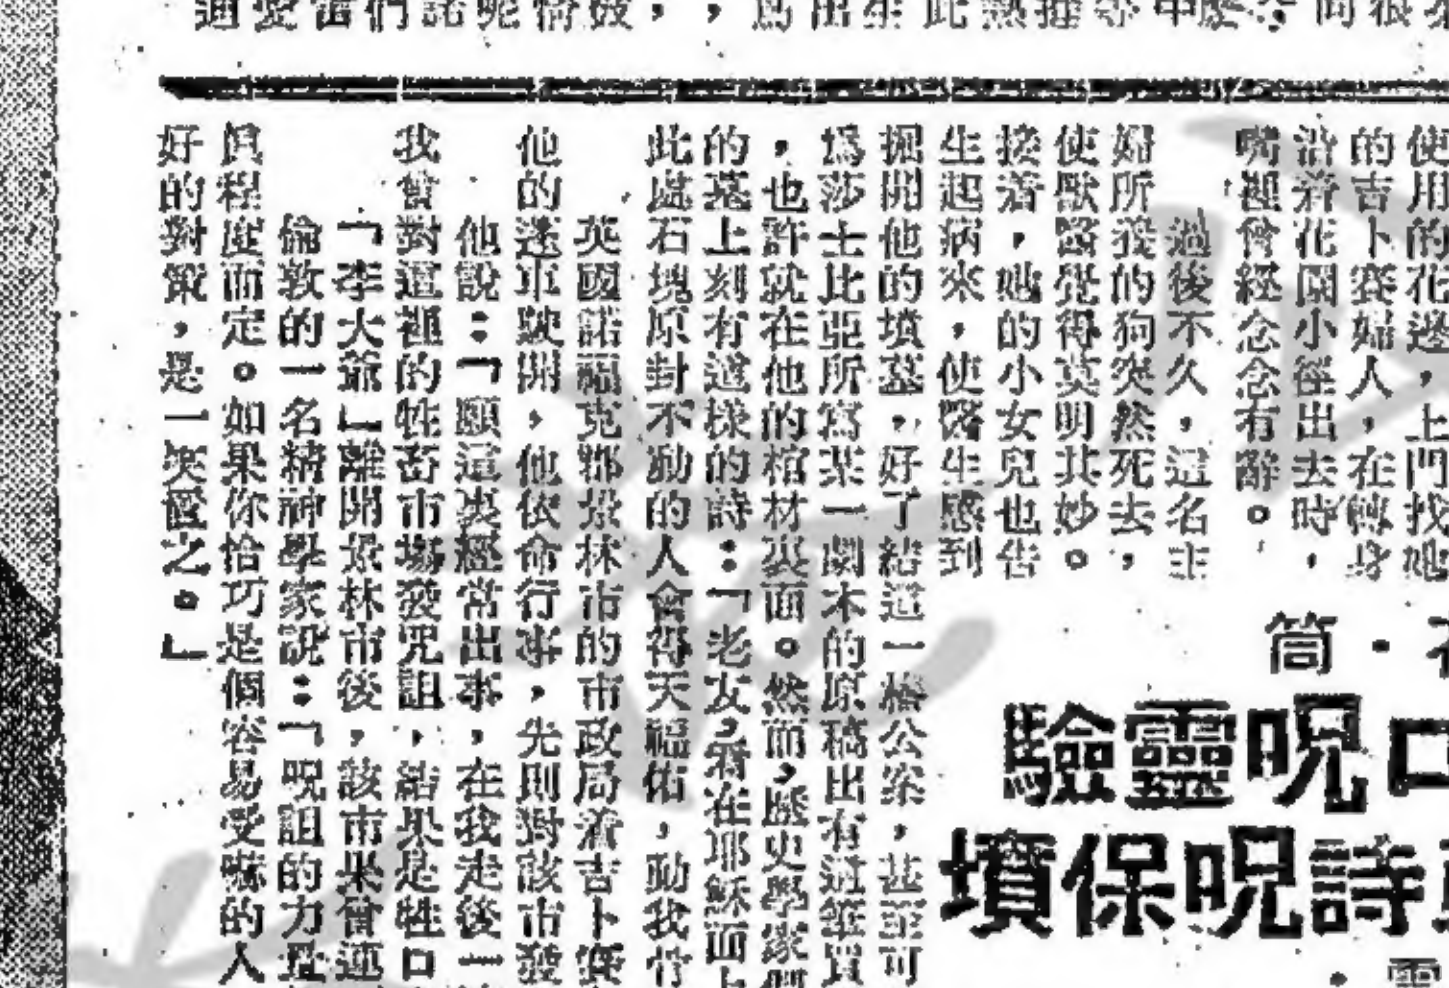 使用的花邊，上門找她
的吉卜賽婦人，在轉身
沿着花園小徑出去時，
嘴裡曾經念念有辭。
過後不久，這名主
婦所養的狗突然死去，
使獸醫覺得莫明其妙。
接着，她的小女兒也告
生起病來，使醫生感到
筒・
口呪靈驗
詩呪保墳
掘開他的墳墓，好了結這一樁公案，甚至可
爲莎士比亞所寫某一劇本的原稿出有道
，也許就在他的棺材裏面。然而，歷史學家們
的墓上刻有這樣的詩：「老友，看在耶穌面上
此處石塊原封不動的人會得天福佑，動我骨
英國諾福克郡景林市的市政局着吉卜賽
他的逐車駛開，他依命行事，先則對該市發
他說：「願這裏經常出事，在我走後一
我曾對這裡的牲畜市場發咒詛，結果是牲口
「李大爺」離開景林市後，該市果曾連
倫敦的一名精神學家說：「呪詛的力量
眞程度而定。如果你恰巧是個容易受嚇的人
好的對策，是一笑置之。」